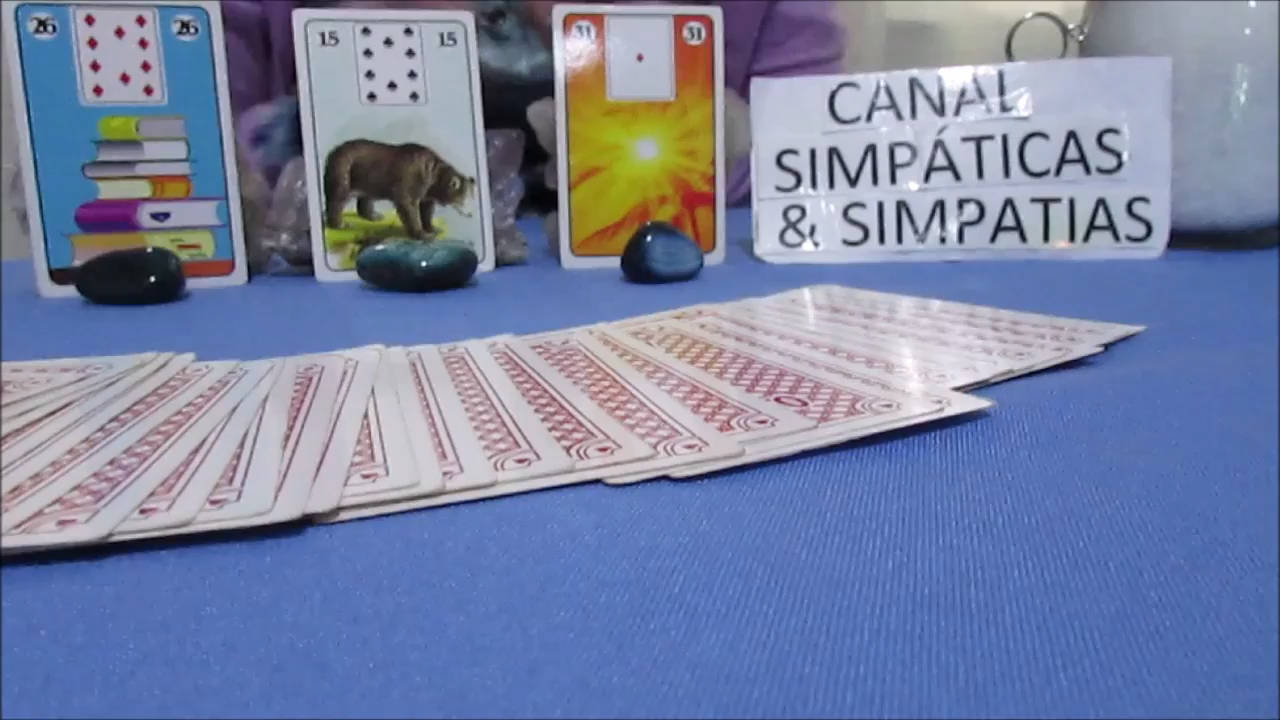 26 26
15 15
31 31
CANAL
SIMPÁTICAS
& SIMPATIAS